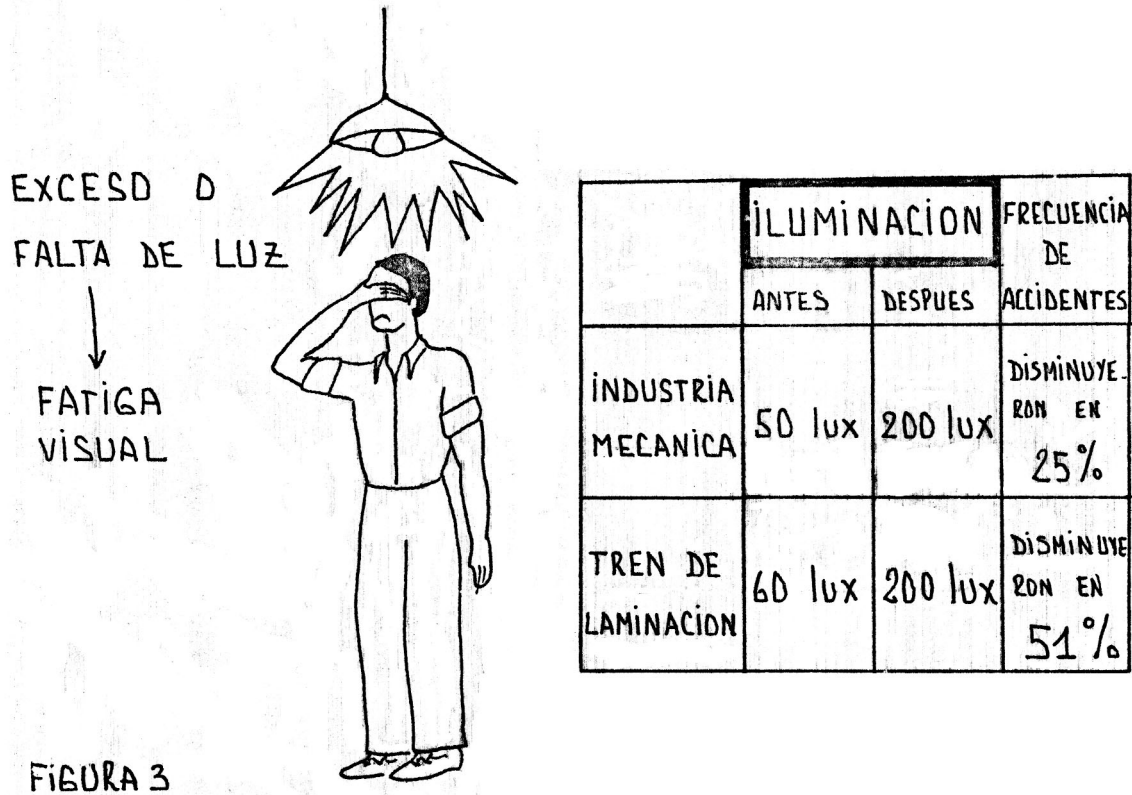 EXCESO O
FALTA DE LUZ
FATiGA
ViSUAL
FiGURA 3
iLUMiNACiON
FRECUENCiA
DE
ACCiDENTES
ANTES
DESPUES
iNDUSTRiA
MECANiCA
50 lux
200 lux
DiSMiNUYE-
RON EN
25%
TREN DE
LAMiNACiON
60 lux
200 lux
DiSMiNUYE
RON EN
51%